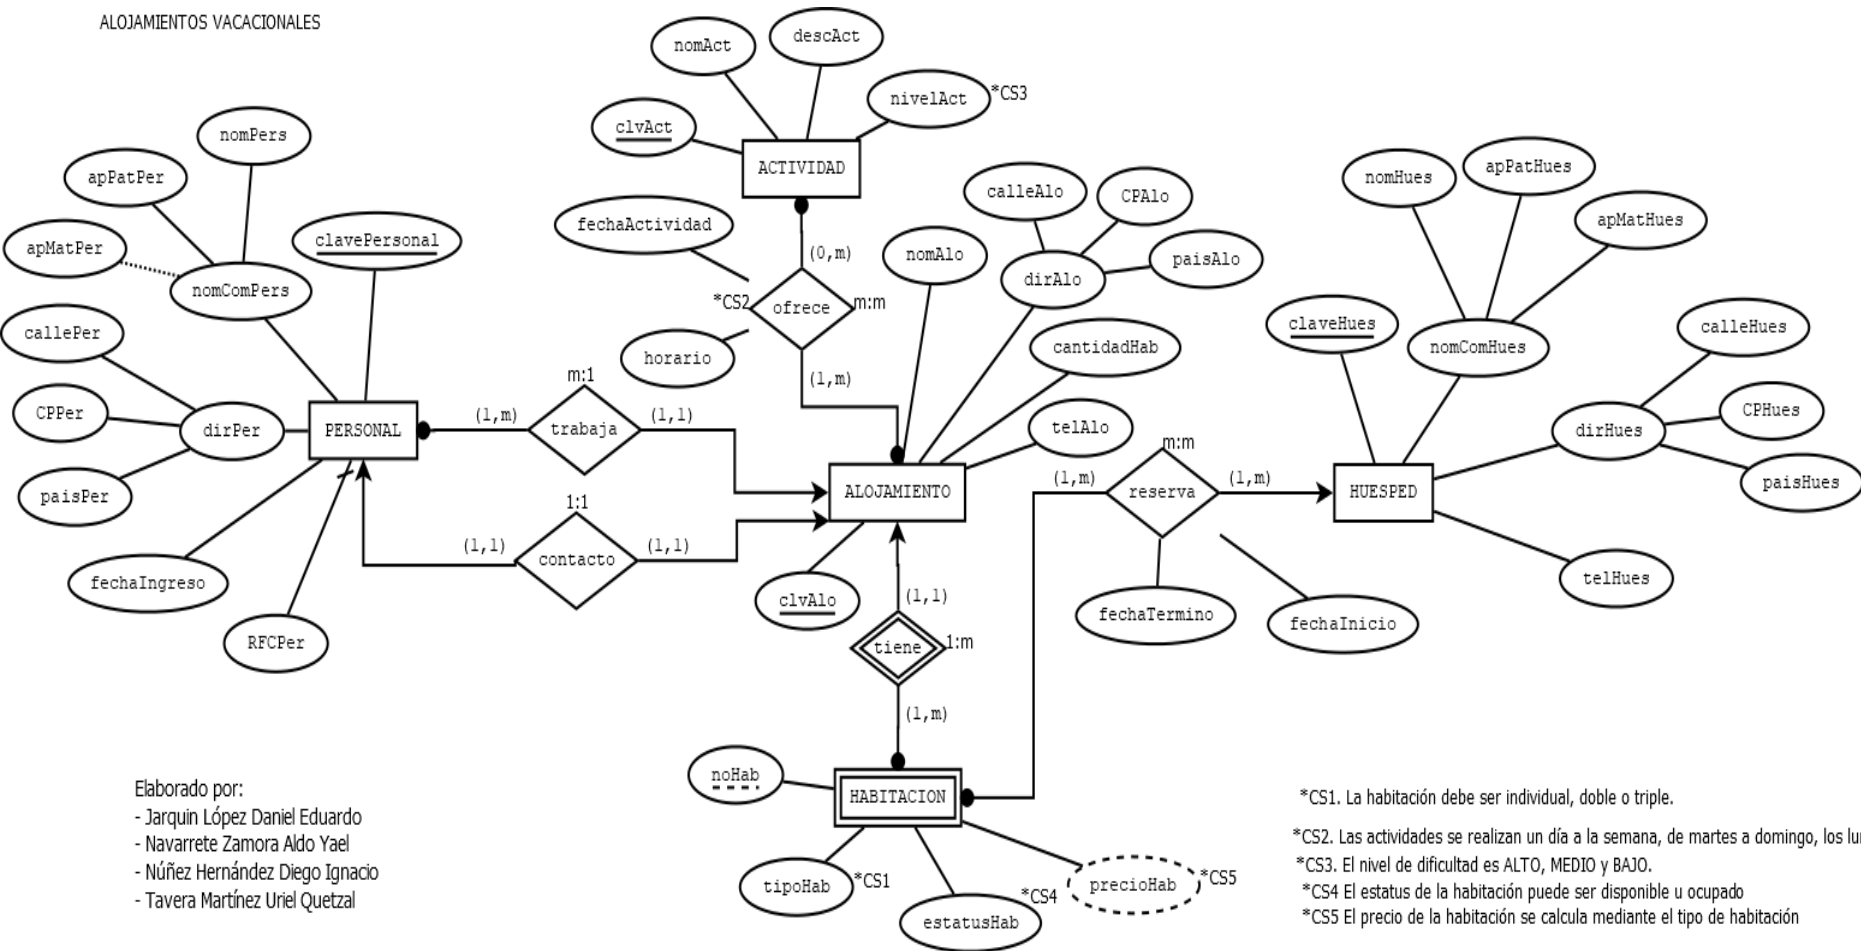 ALOJAMIENTOS VACACIONALES
nomAct
descAct
nivelAct
*CS3
clvAct
ACTIVIDAD
nomPers
apPatPer
apMatPer
clavePersonal
nomComPers
callePer
CPPer
dirPer
paisPer
PERSONAL
fechaIngreso
RFCPer
fechaActividad
(0,m)
*CS2
ofrece
m:m
horario
(1,m)
nomAlo
calleAlo
CPAlo
paisAlo
dirAlo
cantidadHab
telAlo
m:1
(1,m)
trabaja
(1,1)
1:1
(1,1)
contacto
(1,1)
ALOJAMIENTO
clvAlo
(1,1)
tiene
1:m
(1,m)
m:m
(1,m)
reserva
(1,m)
fechaTermino
fechaInicio
nomHues
apPatHues
apMatHues
claveHues
nomComHues
calleHues
CPHues
dirHues
paisHues
HUESPED
telHues
noHab
HABITACION
tipoHab
*CS1
estatusHab
*CS4
precioHab
*CS5
Elaborado por:
- Jarquin López Daniel Eduardo
- Navarrete Zamora Aldo Yael
- Núñez Hernández Diego Ignacio
- Tavera Martínez Uriel Quetzal
*CS1. La habitación debe ser individual, doble o triple.
*CS2. Las actividades se realizan un día a la semana, de martes a domingo, los lu
*CS3. El nivel de dificultad es ALTO, MEDIO y BAJO.
*CS4 El estatus de la habitación puede ser disponible u ocupado
*CS5 El precio de la habitación se calcula mediante el tipo de habitación